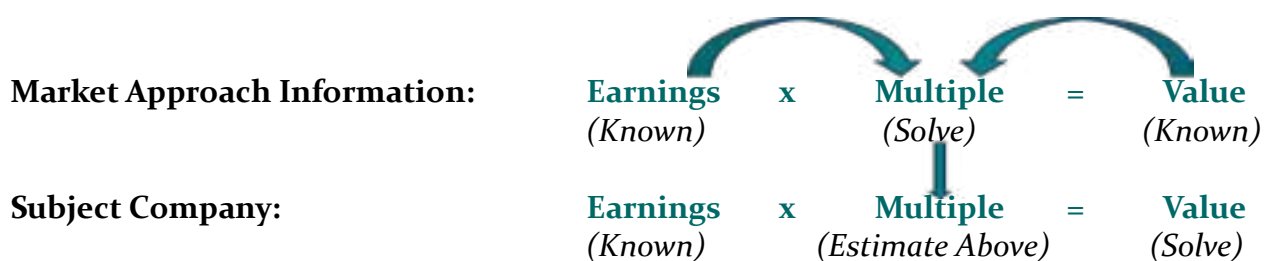 Market Approach Information: Earnings x Multiple = Value
(Known) (Solve) (Known)
Subject Company: Earnings x Multiple = Value
(Known) (Estimate Above) (Solve)